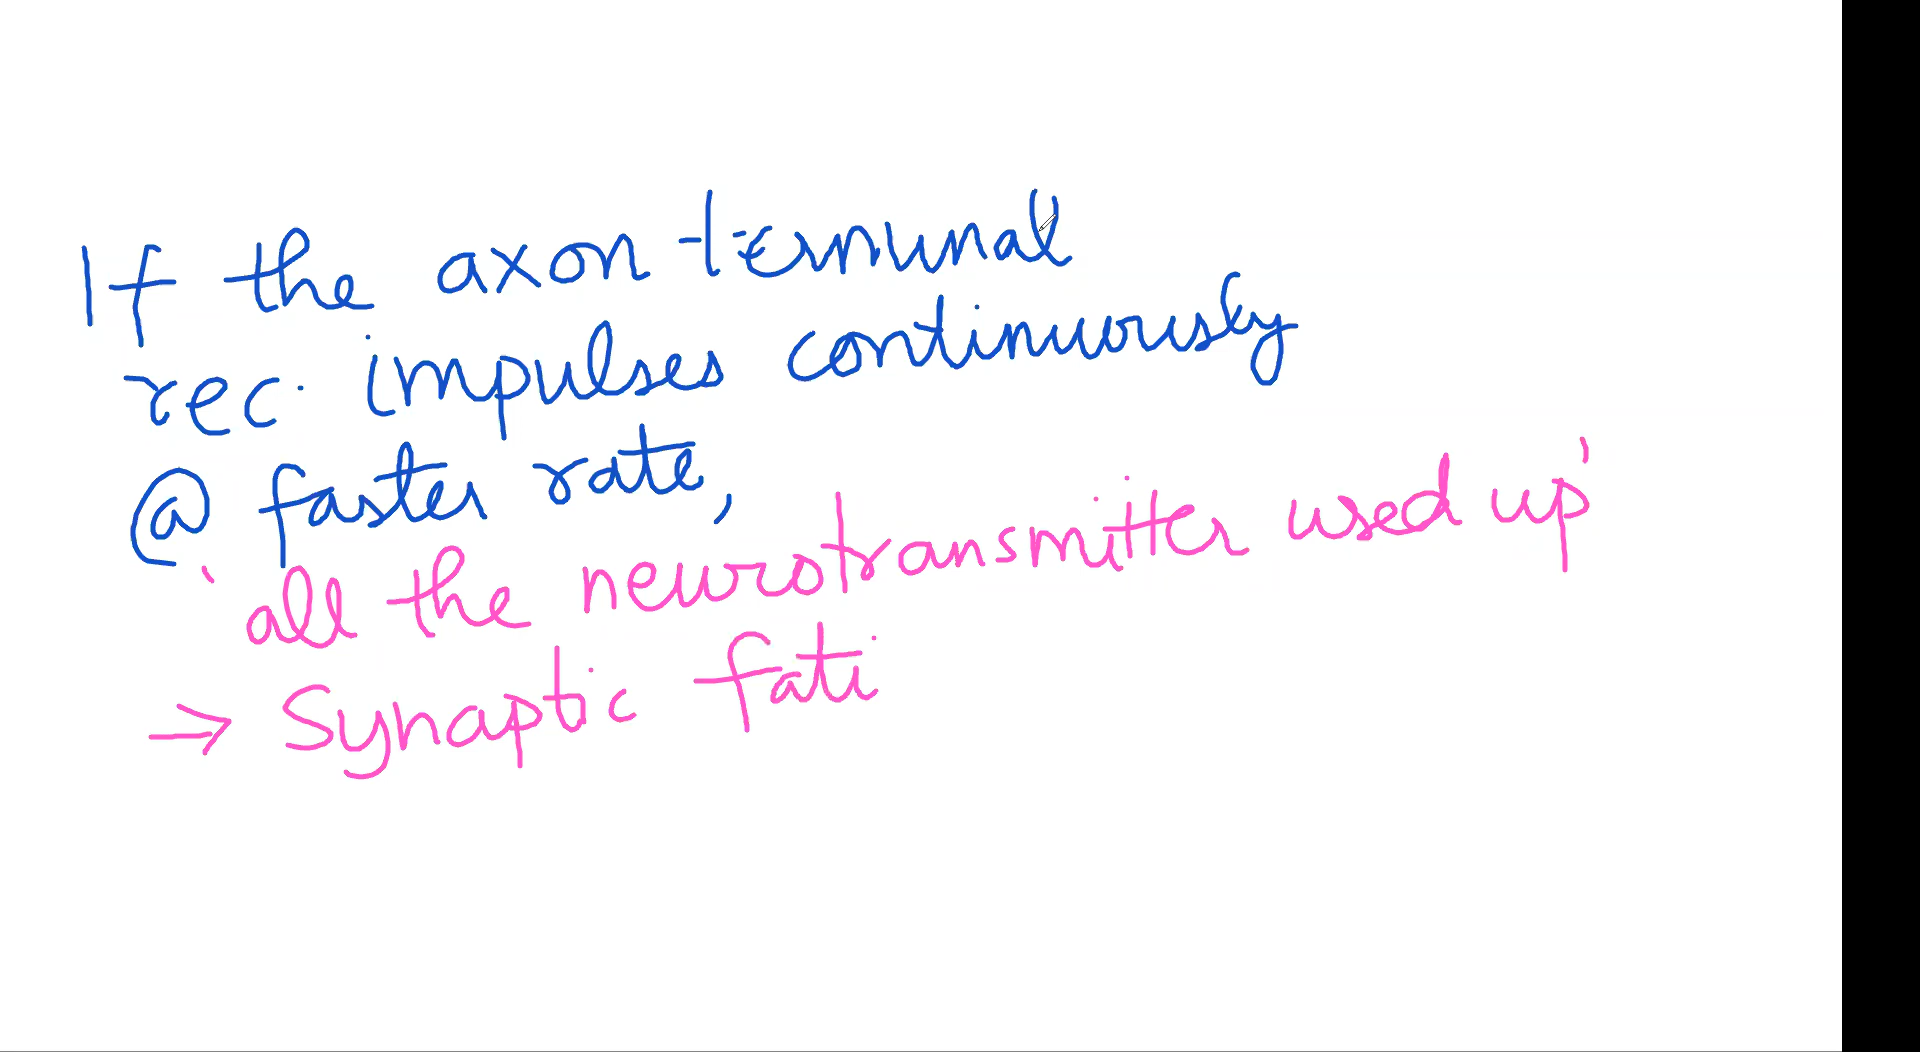 If the axon terminal
rec. impulses continuously
@ faster rate,
'all the neurotransmitter used up'
→ Synaptic fati